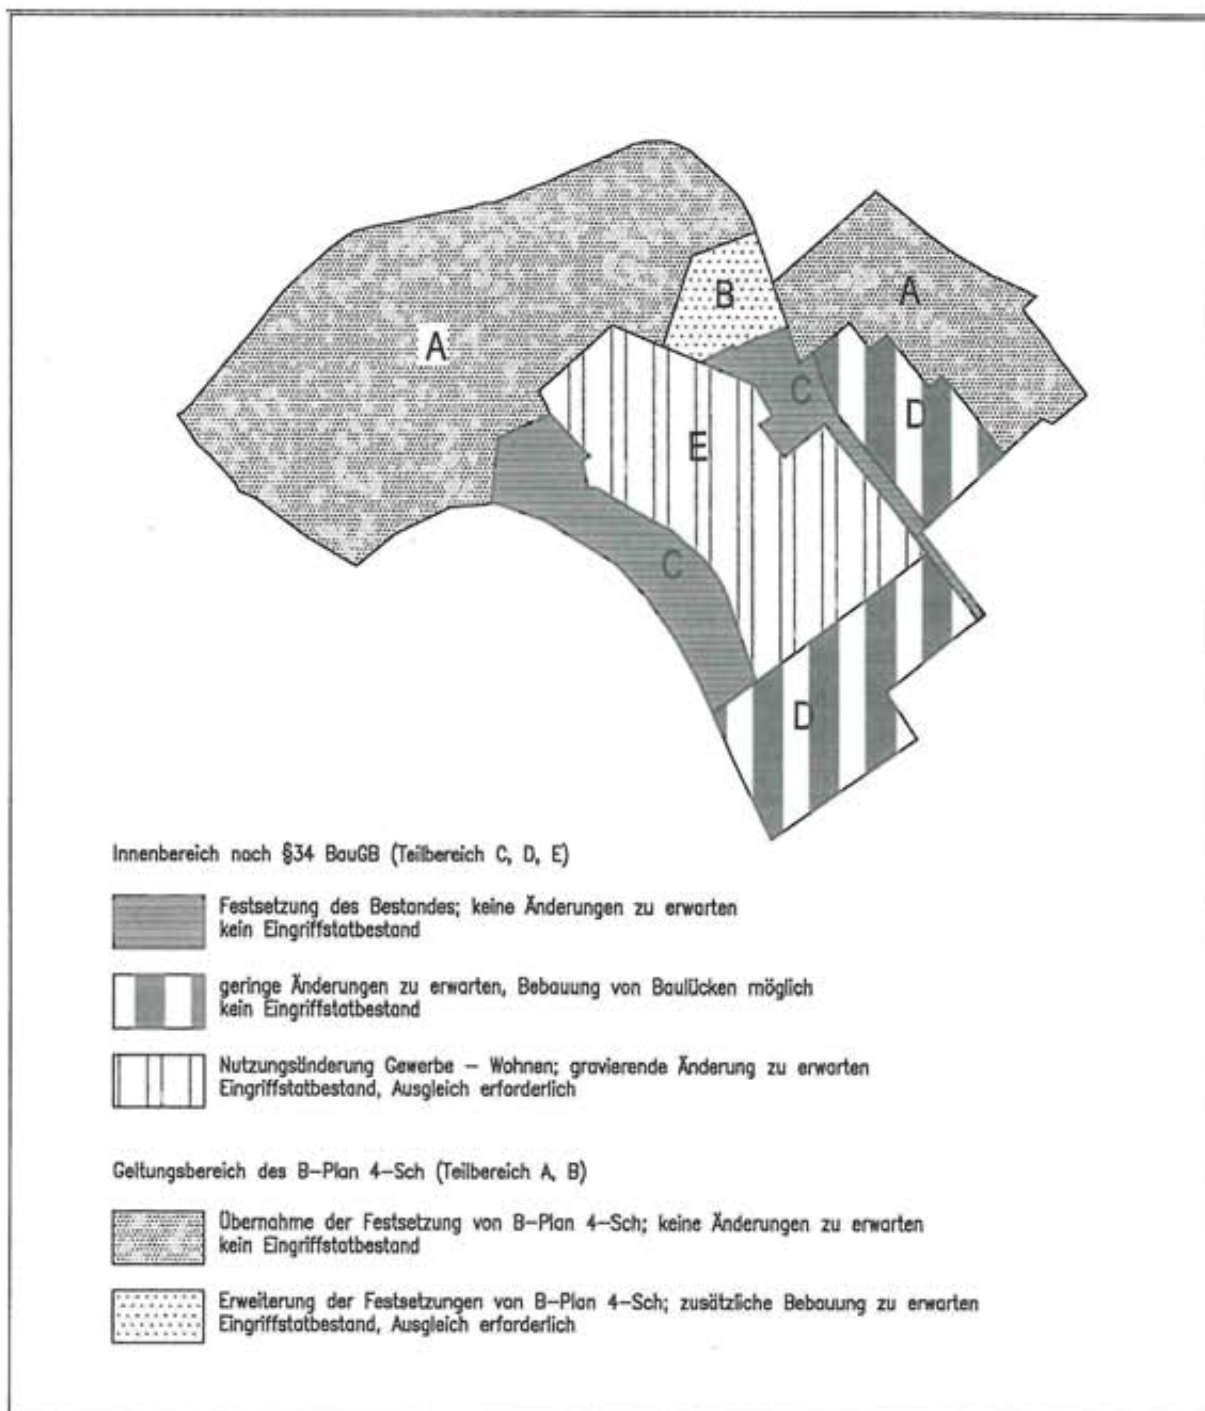 A
B
A
C
D
E
C
D
Innenbereich nach §34 BauGB (Teilbereich C, D, E)
Festsetzung des Bestandes; keine Änderungen zu erwarten
kein Eingriffstatbestand
geringe Änderungen zu erwarten, Bebauung von Baulücken möglich
kein Eingriffstatbestand
Nutzungsänderung Gewerbe – Wohnen; gravierende Änderung zu erwarten
Eingriffstatbestand, Ausgleich erforderlich
Geltungsbereich des B-Plan 4-Sch (Teilbereich A, B)
Übernahme der Festsetzung von B-Plan 4-Sch; keine Änderungen zu erwarten
kein Eingriffstatbestand
Erweiterung der Festsetzungen von B-Plan 4-Sch; zusätzliche Bebauung zu erwarten
Eingriffstatbestand, Ausgleich erforderlich